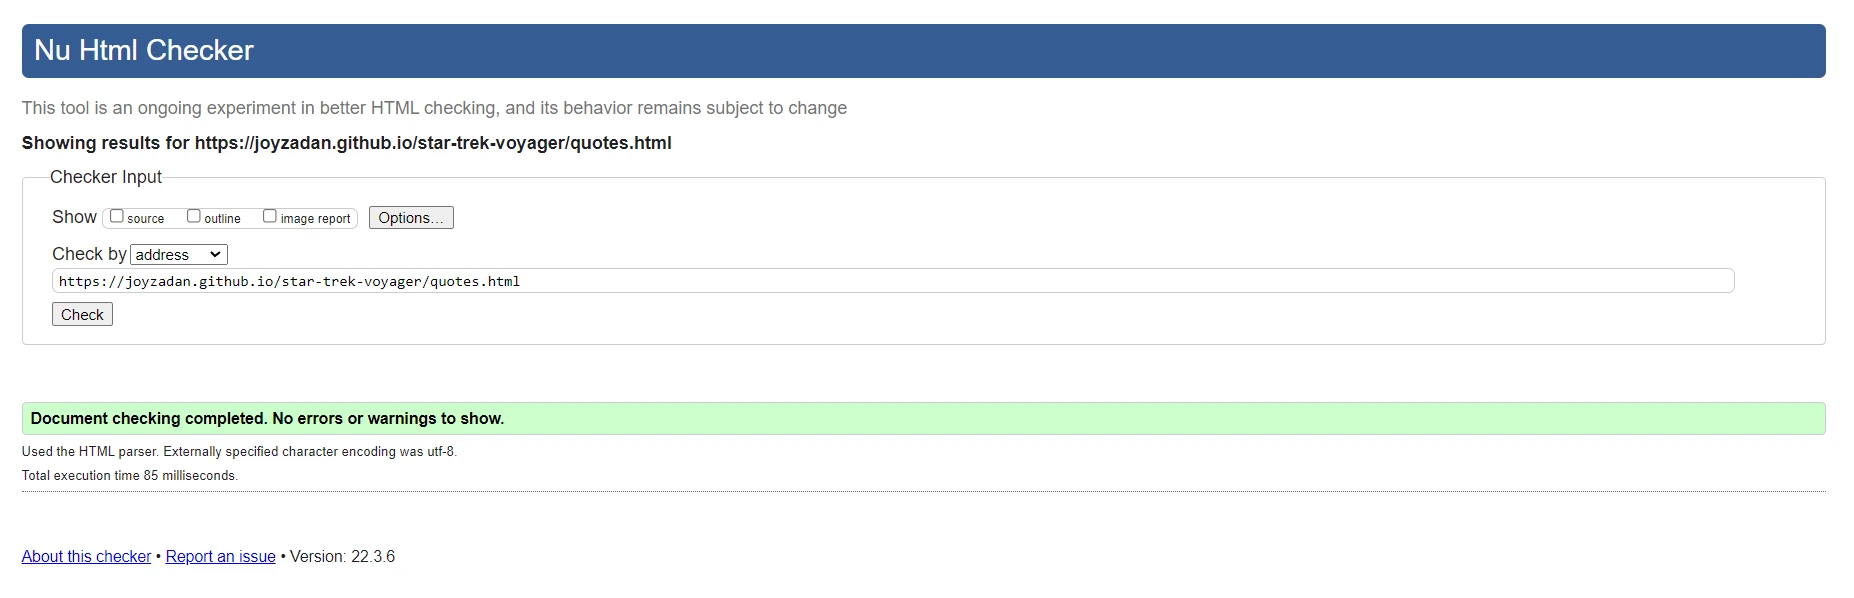 Nu Html Checker
This tool is an ongoing experiment in better HTML checking, and its behavior remains subject to change
Showing results for https://joyzadan.github.io/star-trek-voyager/quotes.html
Checker Input
Show source outline image report Options...
Check by address
https://joyzadan.github.io/star-trek-voyager/quotes.html
Check
Document checking completed. No errors or warnings to show.
Used the HTML parser. Externally specified character encoding was utf-8.
Total execution time 85 milliseconds.
About this checker • Report an issue • Version: 22.3.6